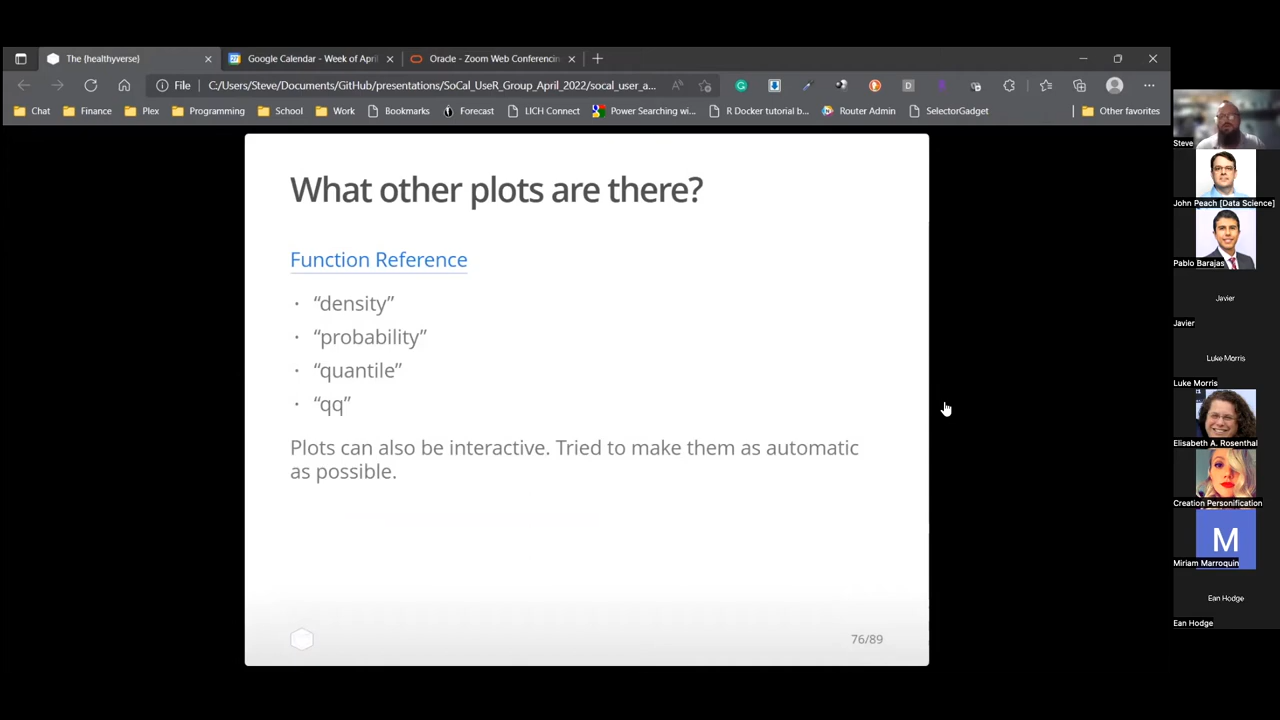 The {healthyverse}
Google Calendar - Week of April
Oracle - Zoom Web Conferencin
File
C:/Users/Steve/Documents/GitHub/presentations/SoCal_UseR_Group_April_2022/socal_user_a...
Chat
Finance
Plex
Programming
School
Work
Bookmarks
Forecast
LICH Connect
Power Searching wi...
R Docker tutorial b...
Router Admin
SelectorGadget
Other favorites
What other plots are there?
Function Reference
· “density”
· “probability”
· “quantile”
· “qq”
Plots can also be interactive. Tried to make them as automatic
as possible.
76/89
Steve
John Peach [Data Science]
Pablo Barajas
Javier
Javier
Luke Morris
Luke Morris
Elisabeth A. Rosenthal
Creation Personification
M
Miriam Marroquin
Ean Hodge
Ean Hodge